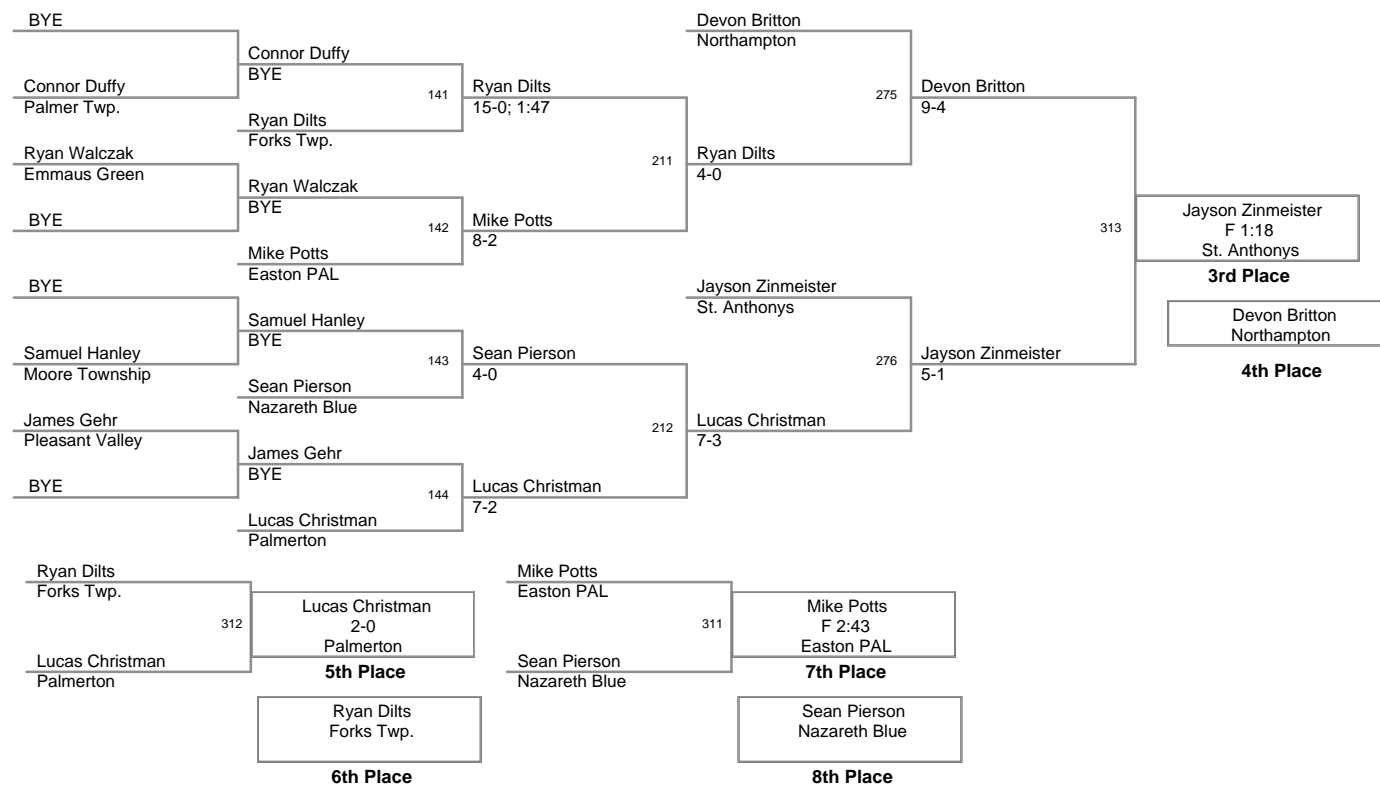 BYE
Connor Duffy
Palmer Twp.
Ryan Walczak
Emmaus Green
BYE
BYE
Samuel Hanley
Moore Township
James Gehr
Pleasant Valley
BYE
Connor Duffy
BYE
141
Ryan Dilts
Forks Twp.
Ryan Walczak
BYE
142
Mike Potts
Easton PAL
Samuel Hanley
BYE
143
Sean Pierson
Nazareth Blue
James Gehr
BYE
144
Lucas Christman
Palmerton
Ryan Dilts
15-0; 1:47
211
Mike Potts
8-2
Sean Pierson
4-0
212
Lucas Christman
7-2
Devon Britton
Northampton
275
Ryan Dilts
4-0
Jayson Zinmeister
St. Anthonys
276
Lucas Christman
7-3
Devon Britton
9-4
313
Jayson Zinmeister
5-1
Jayson Zinmeister
F 1:18
St. Anthonys
3rd Place
Devon Britton
Northampton
4th Place
Ryan Dilts
Forks Twp.
312
Lucas Christman
Palmerton
Lucas Christman
2-0
Palmerton
5th Place
Ryan Dilts
Forks Twp.
6th Place
Mike Potts
Easton PAL
311
Sean Pierson
Nazareth Blue
Mike Potts
F 2:43
Easton PAL
7th Place
Sean Pierson
Nazareth Blue
8th Place